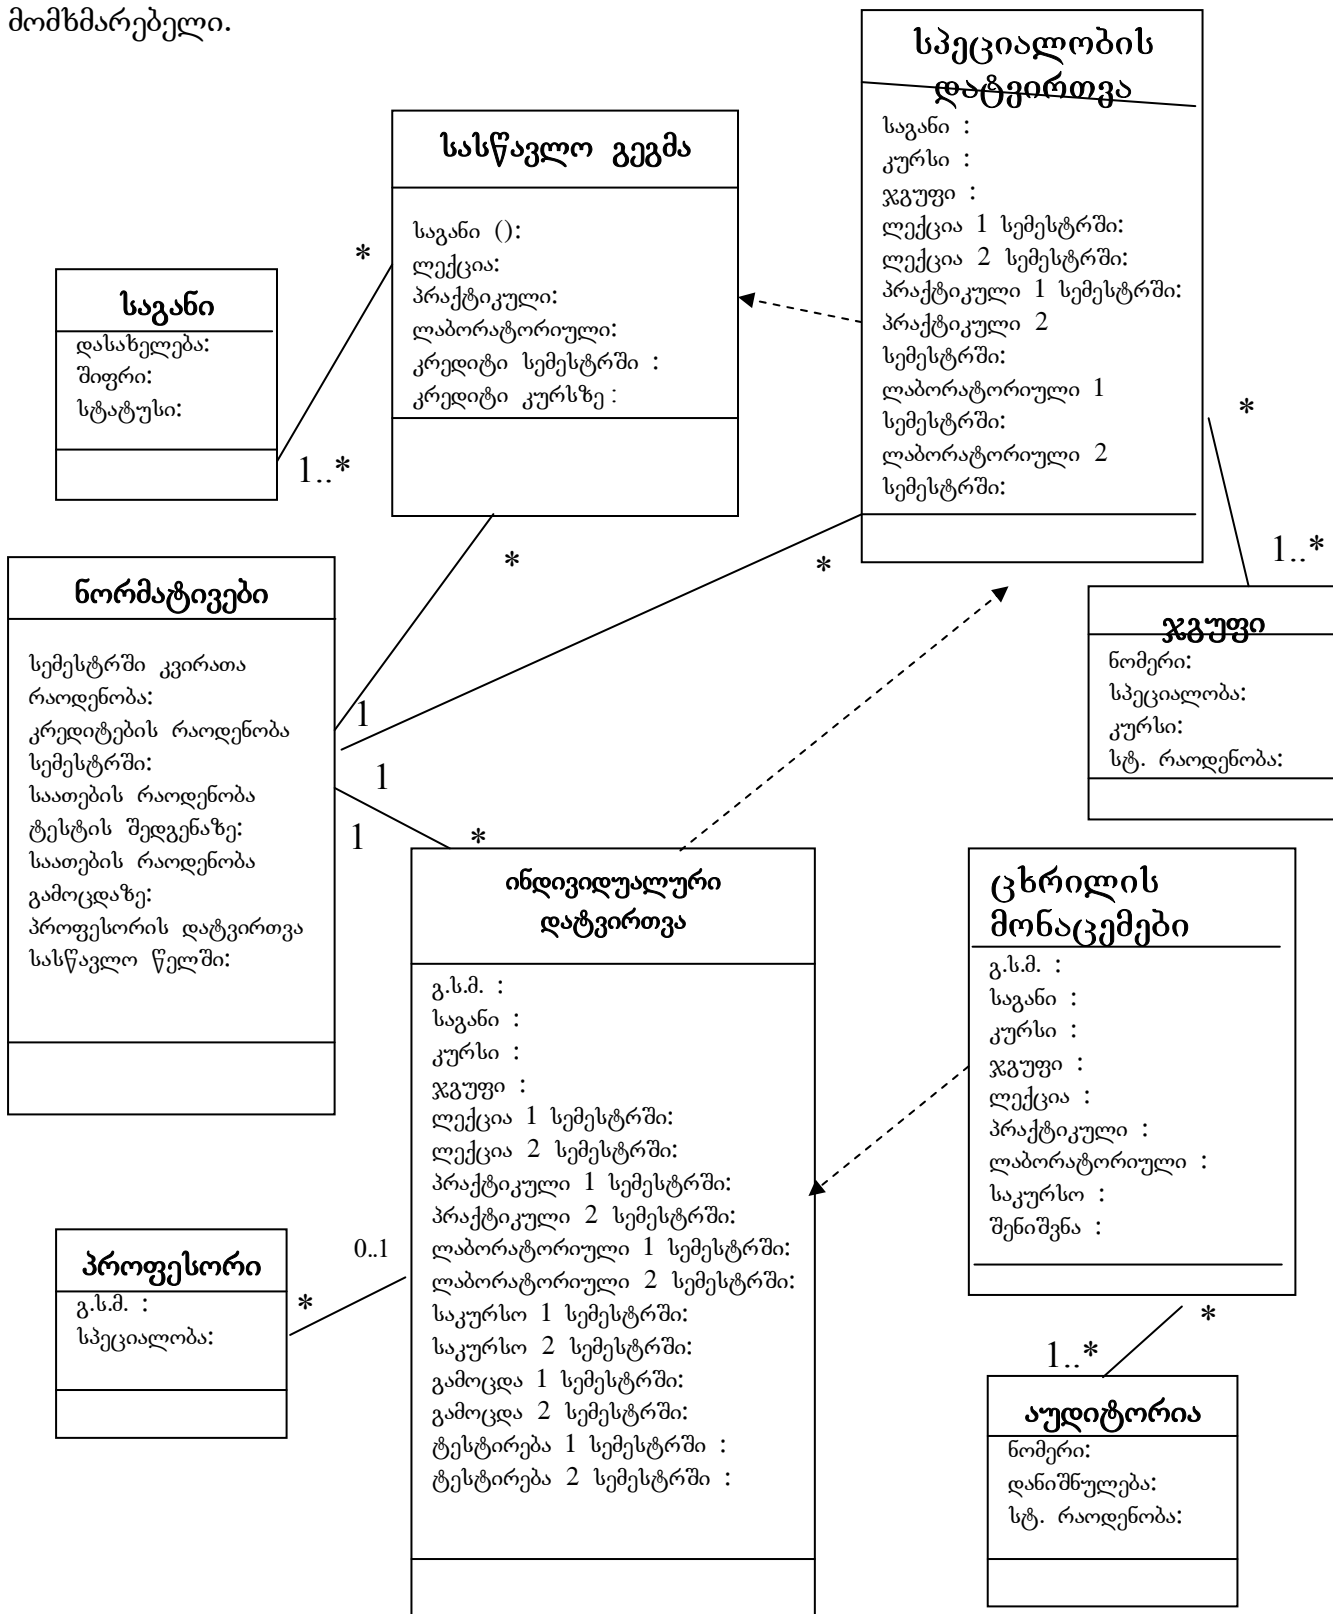 მომხმარებელი.
სპეციალობის
დატვირთვა
საგანი :
კურსი :
ჯგუფი :
ლექცია 1 სემესტრში:
ლექცია 2 სემესტრში:
პრაქტიკული 1 სემესტრში:
პრაქტიკული 2
სემესტრში:
ლაბორატორიული 1
სემესტრში:
ლაბორატორიული 2
სემესტრში:
სასწავლო გეგმა
საგანი ():
ლექცია:
პრაქტიკული:
ლაბორატორიული:
კრედიტი სემესტრში :
კრედიტი კურსზე :
*
საგანი
დასახელება:
შიფრი:
სტატუსი:
1..*
*
1..*
*
*
ნორმატივები
სემესტრში კვირათა
რაოდენობა:
კრედიტების რაოდენობა
სემესტრში:
საათების რაოდენობა
ტესტის შედგენაზე:
საათების რაოდენობა
გამოცდაზე:
პროფესორის დატვირთვა
სასწავლო წელში:
1
1
1
*
ჯგუფი
ნომერი:
სპეციალობა:
კურსი:
სტ. რაოდენობა:
ინდივიდუალური
დატვირთვა
გ.ს.მ. :
საგანი :
კურსი :
ჯგუფი :
ლექცია 1 სემესტრში:
ლექცია 2 სემესტრში:
პრაქტიკული 1 სემესტრში:
პრაქტიკული 2 სემესტრში:
ლაბორატორიული 1 სემესტრში:
ლაბორატორიული 2 სემესტრში:
საკურსო 1 სემესტრში:
საკურსო 2 სემესტრში:
გამოცდა 1 სემესტრში:
გამოცდა 2 სემესტრში:
ტესტირება 1 სემესტრში :
ტესტირება 2 სემესტრში :
ცხრილის
მონაცემები
გ.ს.მ. :
საგანი :
კურსი :
ჯგუფი :
ლექცია :
პრაქტიკული :
ლაბორატორიული :
საკურსო :
შენიშვნა :
პროფესორი
გ.ს.მ. :
სპეციალობა:
0..1
*
*
1..*
აუდიტორია
ნომერი:
დანიშნულება:
სტ. რაოდენობა: